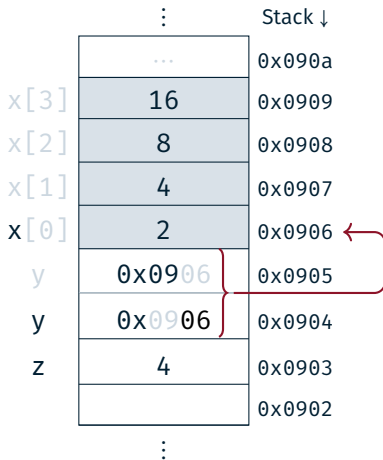 ⋮ Stack ↓
... 0x090a
x[3] 16 0x0909
x[2] 8 0x0908
x[1] 4 0x0907
x[0] 2 0x0906
y 0x0906 0x0905
y 0x0906 0x0904
z 4 0x0903
0x0902
⋮